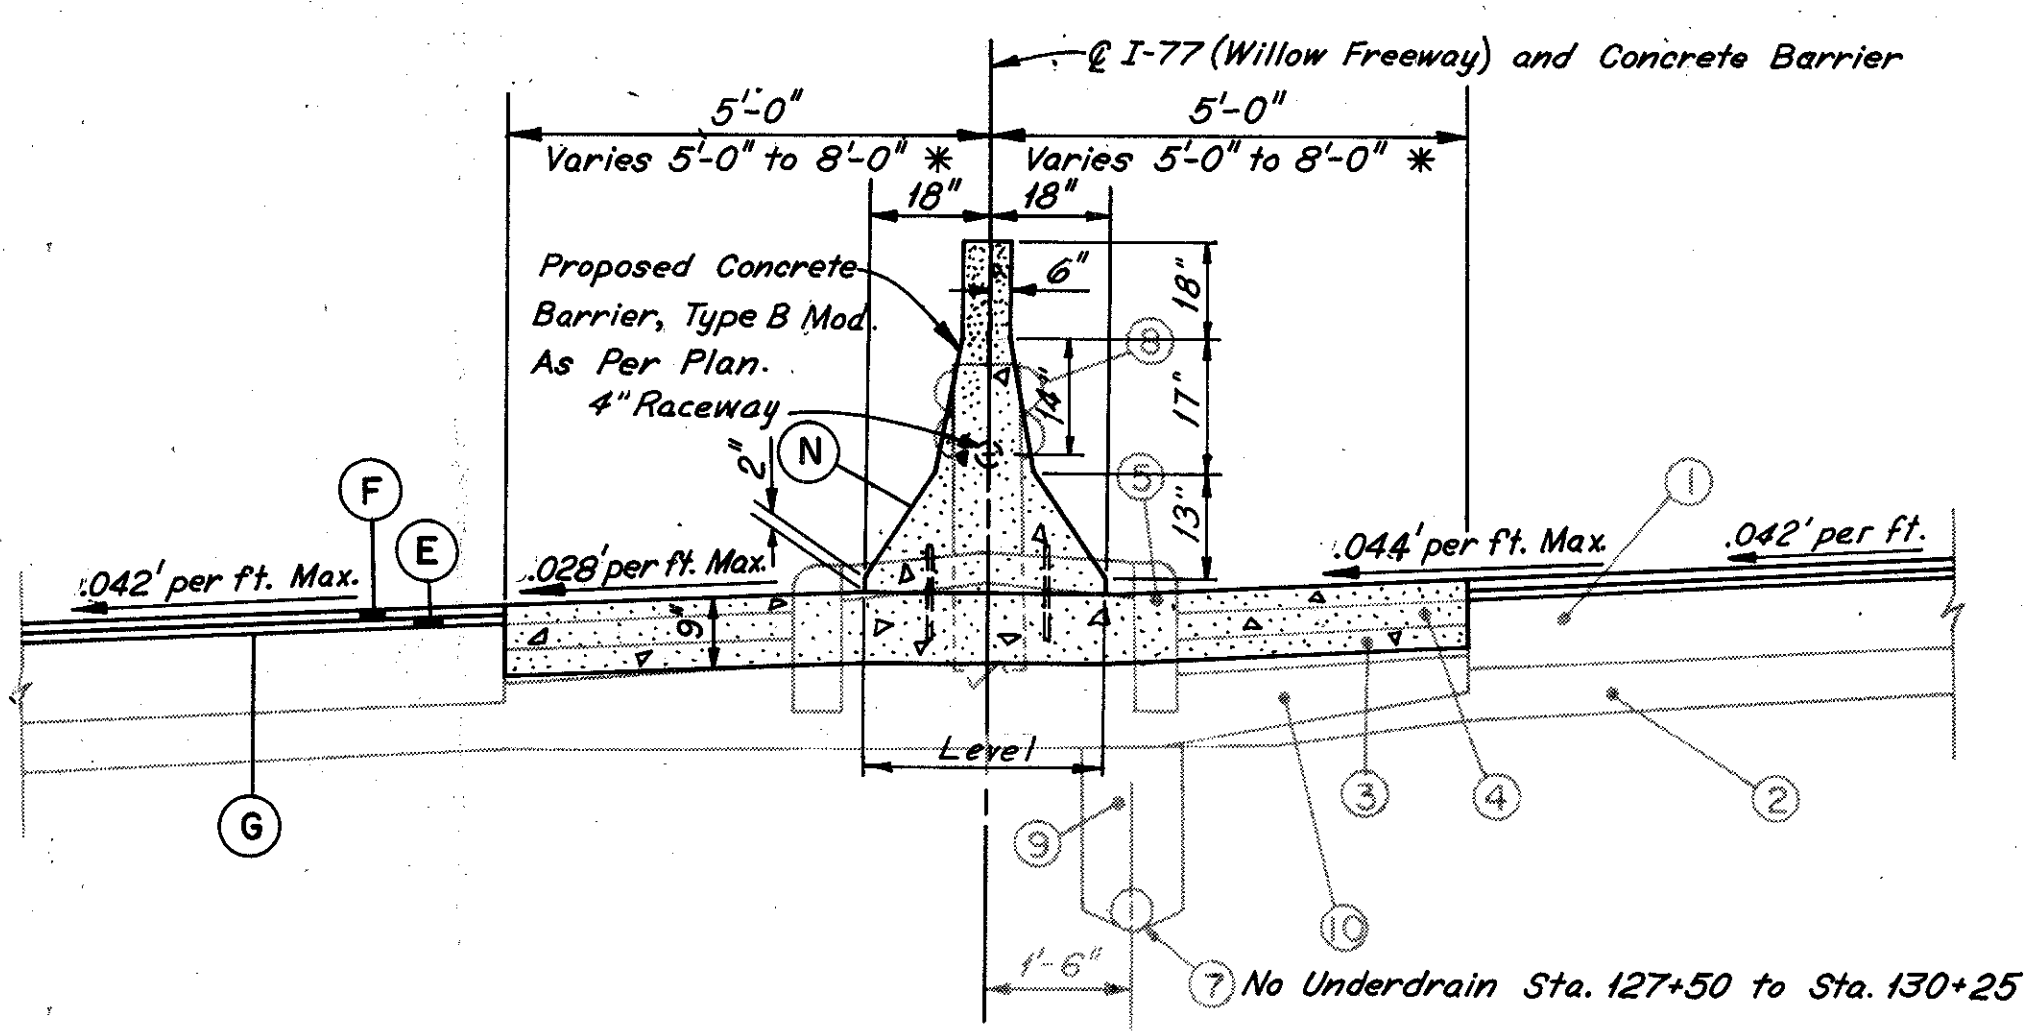 ℄ I-77 (Willow Freeway) and Concrete Barrier
5'-0" 5'-0"
Varies 5'-0" to 8'-0" * Varies 5'-0" to 8'-0" *
18" 18"
Proposed Concrete
Barrier, Type B Mod.
As Per Plan.
6"
18"
8
4" Raceway
14"
17"
2"
N
F
E
5
13"
1
.042' per ft. Max.
.028' per ft. Max.
.044' per ft. Max.
.042' per ft.
9"
Level
G
3
4
2
9
10
1'-6"
7 No Underdrain Sta. 127+50 to Sta. 130+25